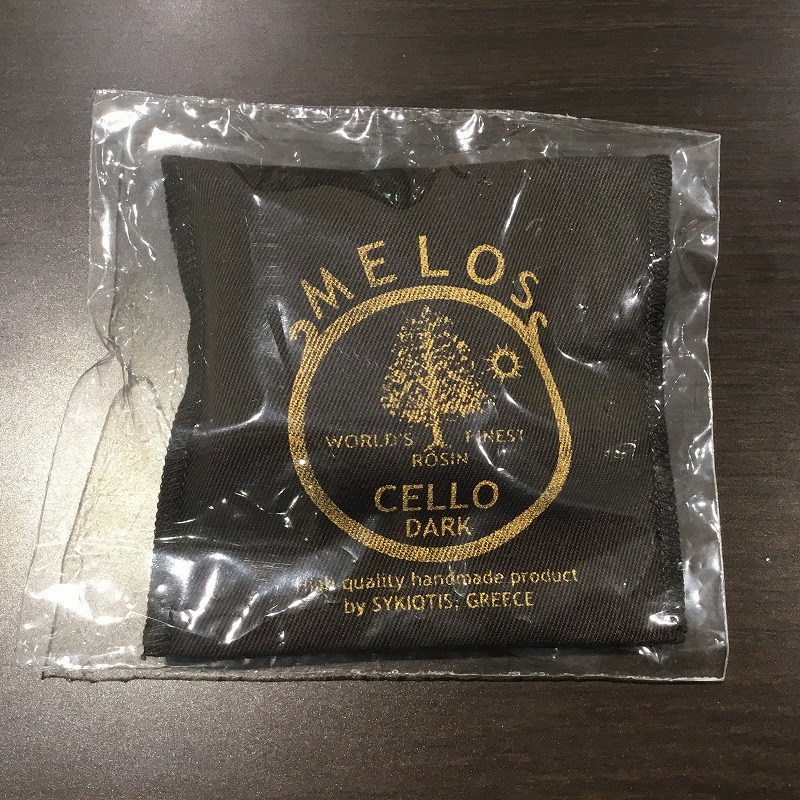 MELOS
WORLD'S FINEST
ROSIN
CELLO
DARK
High quality handmade product
by SYKIOTIS, GREECE